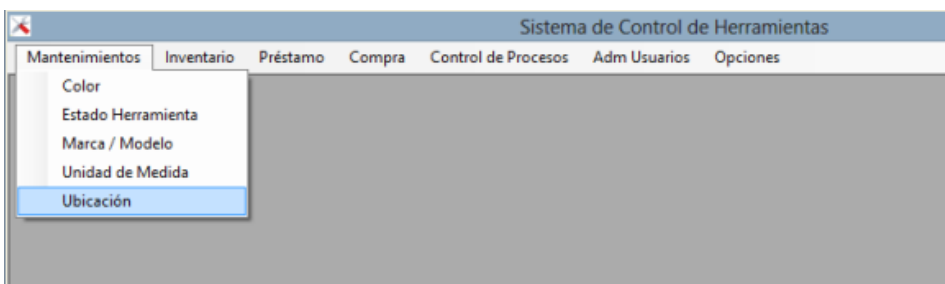 Sistema de Control de Herramientas
Mantenimientos Inventario Préstamo Compra Control de Procesos Adm Usuarios Opciones
Color
Estado Herramienta
Marca / Modelo
Unidad de Medida
Ubicación